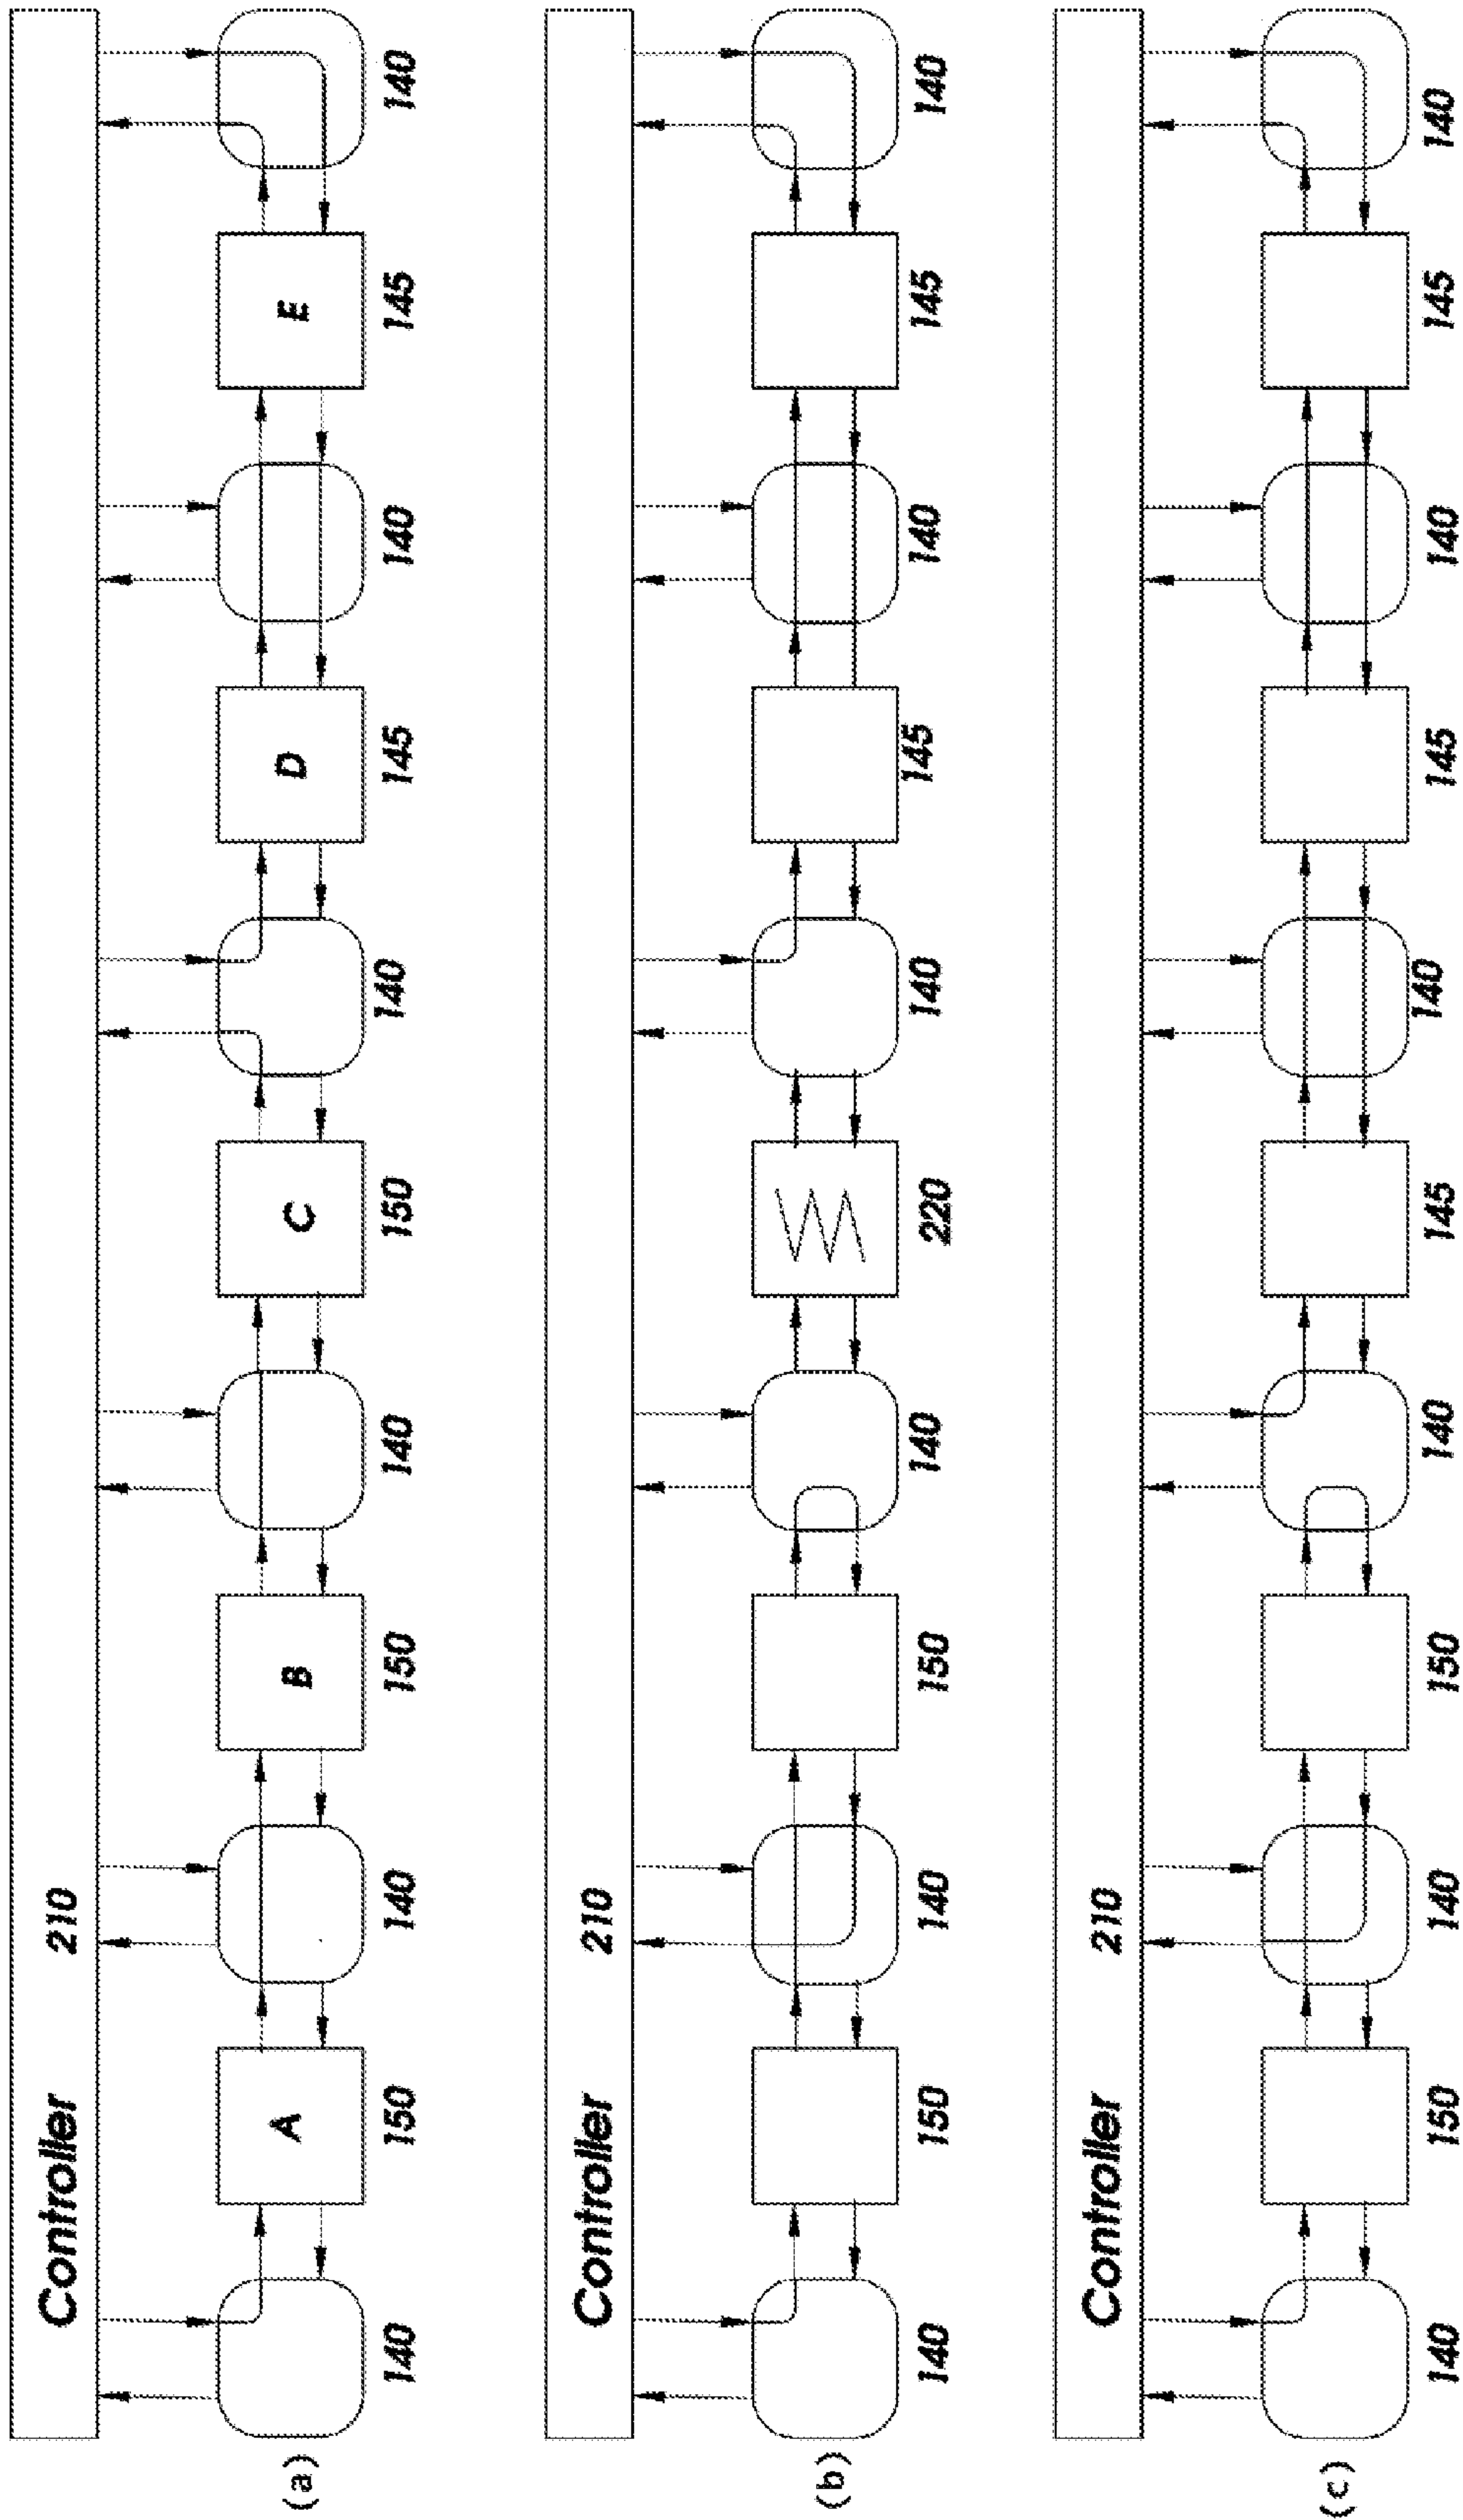 Controller 210
A B C D E
140 150 140 150 140 150 140 145 140 145 140
(a)
Controller 210
140 150 140 150 140 220 140 145 140 145 140
(b)
Controller 210
140 150 140 150 140 145 140 145 140 145 140
(c)